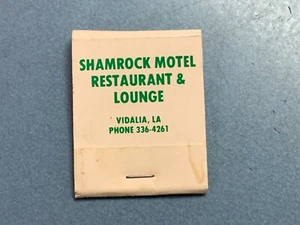 SHAMROCK MOTEL
RESTAURANT &
LOUNGE
VIDALIA, LA
PHONE 336-4261